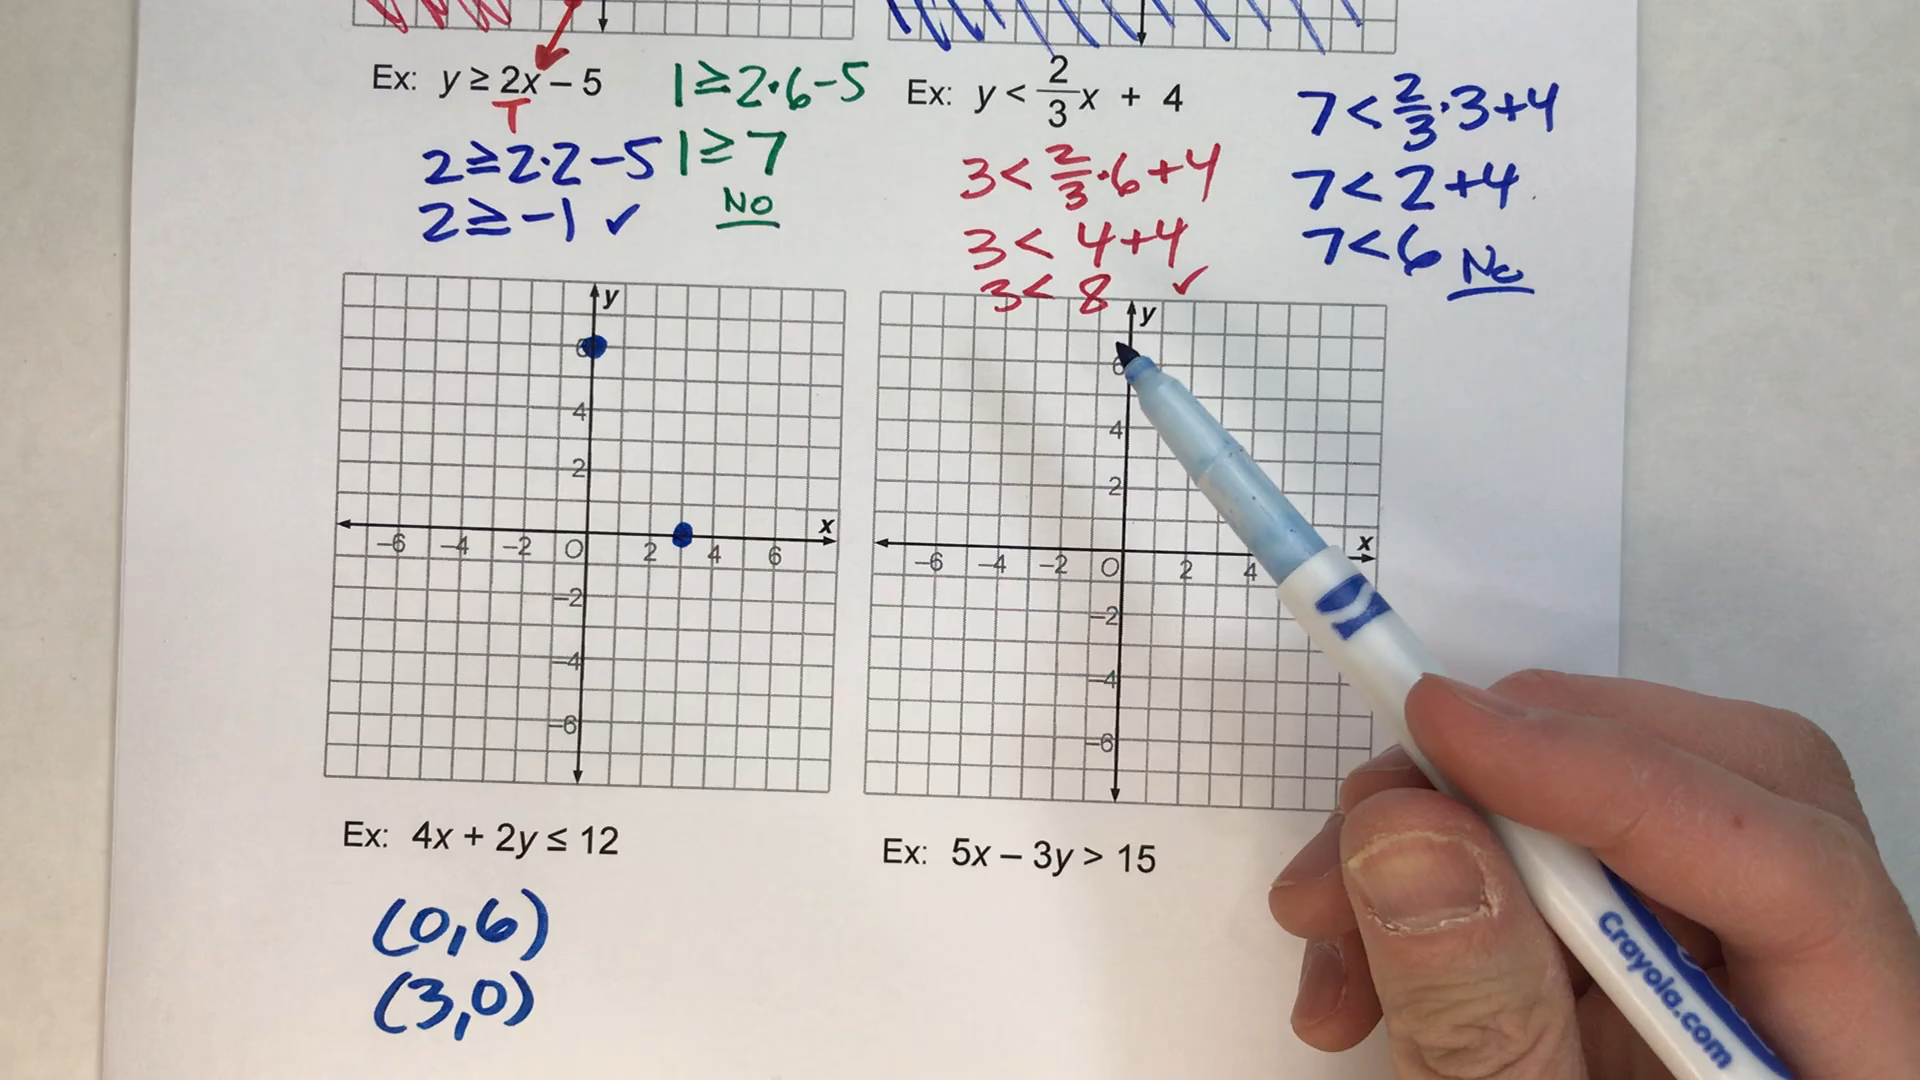 Ex: y ≥ 2x – 5
T
2 ≥ 2·2 – 5
2 ≥ –1 ✓
1 ≥ 2·6–5
1 ≥ 7
No
Ex: y < 2/3 x + 4
3 < 2/3·6+4
3 < 4+4
3 < 8 ✓
7 < 2/3·3+4
7 < 2+4
7 < 6 No
y
6
4
2
x
–6 –4 –2 O 2 4 6
–2
–4
–6
y
6
4
2
x
–6 –4 –2 O 2 4
–2
–4
–6
Ex: 4x + 2y ≤ 12
(0,6)
(3,0)
Ex: 5x – 3y > 15
Crayola.com